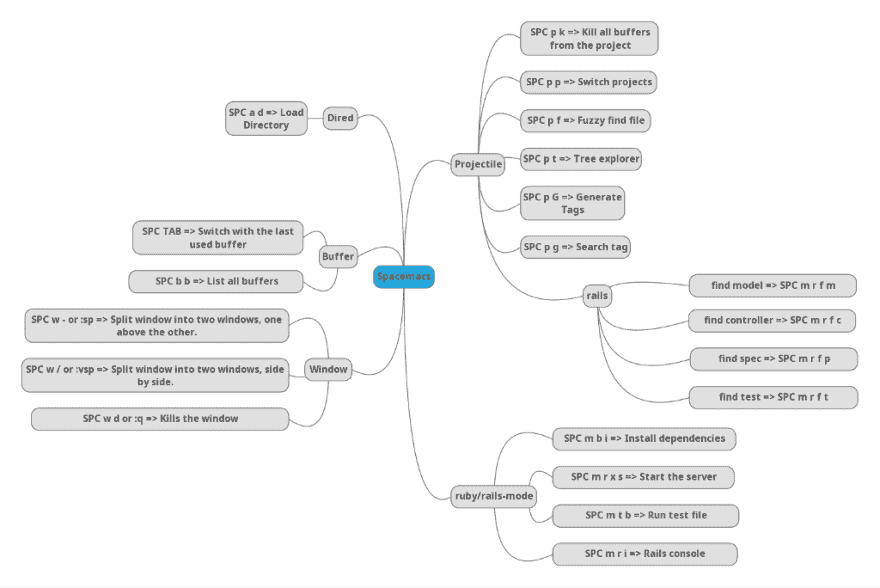 SPC p k => Kill all buffers
from the project
SPC p p => Switch projects
SPC p f => Fuzzy find file
SPC p t => Tree explorer
SPC p G => Generate
Tags
SPC p g => Search tag
Projectile
rails
find model => SPC m r f m
find controller => SPC m r f c
find spec => SPC m r f p
find test => SPC m r f t
SPC a d => Load
Directory
Dired
SPC TAB => Switch with the last
used buffer
SPC b b => List all buffers
Buffer
Spacemacs
SPC w - or :sp => Split window into two windows, one
above the other.
SPC w / or :vsp => Split window into two windows, side
by side.
SPC w d or :q => Kills the window
Window
ruby/rails-mode
SPC m b i => Install dependencies
SPC m r x s => Start the server
SPC m t b => Run test file
SPC m r i => Rails console